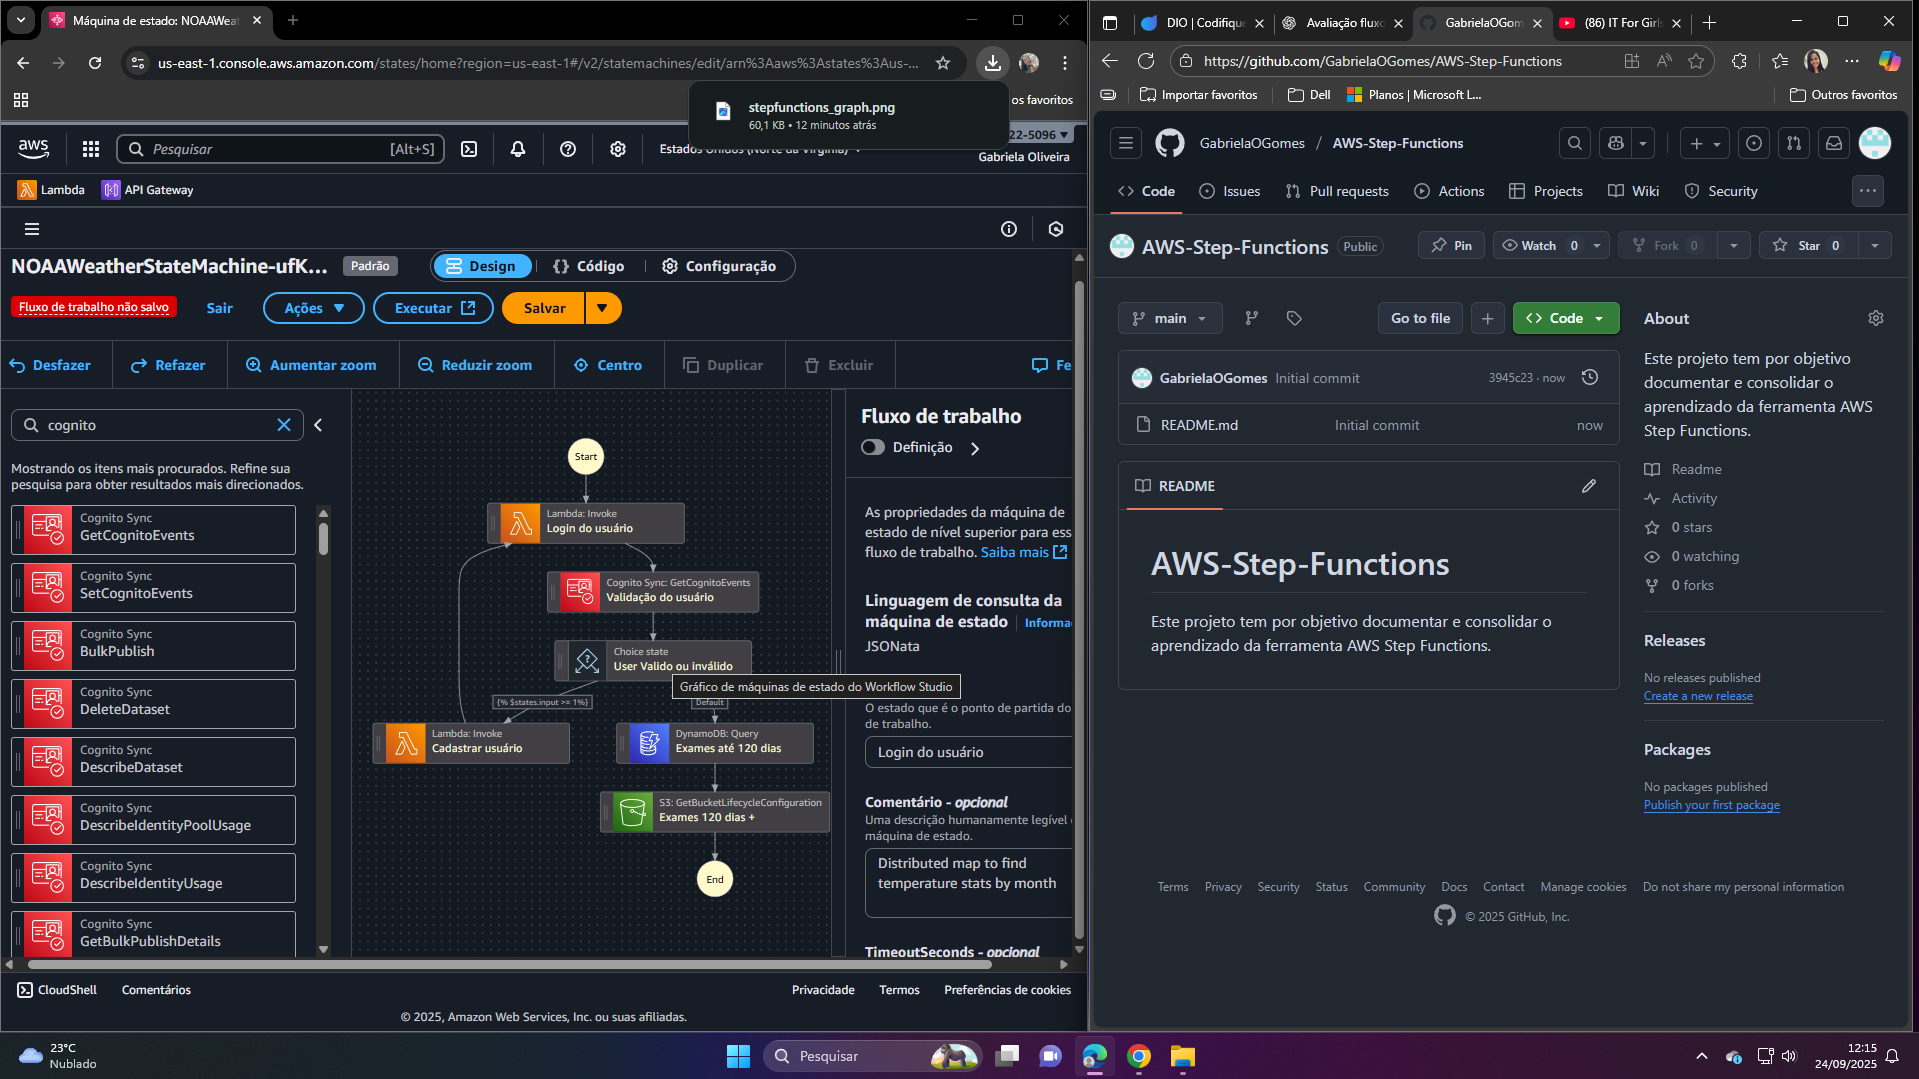 Máquina de estado: NOAAWeat
us-east-1.console.aws.amazon.com/states/home?region=us-east-1#/v2/statemachines/edit/arn%3Aaws%3Astates%3Aus-...
os favoritos
stepfunctions_graph.png
60,1 KB • 12 minutos atrás
aws
Pesquisar
[Alt+S]
22-5096
Estados Unidos (Norte da Virgínia)
Gabriela Oliveira
Lambda
API Gateway
NOAAWeatherStateMachine-ufK...
Padrão
Design
{} Código
Configuração
Fluxo de trabalho não salvo
Sair
Ações
Executar
Salvar
Desfazer
Refazer
Aumentar zoom
Reduzir zoom
Centro
Duplicar
Excluir
Fe
cognito
Mostrando os itens mais procurados. Refine sua
pesquisa para obter resultados mais direcionados.
Cognito Sync
GetCognitoEvents
Cognito Sync
SetCognitoEvents
Cognito Sync
BulkPublish
Cognito Sync
DeleteDataset
Cognito Sync
DescribeDataset
Cognito Sync
DescribeIdentityPoolUsage
Cognito Sync
DescribeIdentityUsage
Cognito Sync
GetBulkPublishDetails
Start
Lambda: Invoke
Login do usuário
Cognito Sync: GetCognitoEvents
Validação do usuário
Choice state
User Valido ou inválido
Gráfico de máquinas de estado do Workflow Studio
{% $states.input >= 1%}
Default
Lambda: Invoke
Cadastrar usuário
DynamoDB: Query
Exames até 120 dias
S3: GetBucketLifecycleConfiguration
Exames 120 dias +
End
Fluxo de trabalho
Definição
As propriedades da máquina de
estado de nível superior para ess
fluxo de trabalho. Saiba mais
Linguagem de consulta da
máquina de estado
Informa
JSONata
O estado que é o ponto de partida do
de trabalho.
Login do usuário
Comentário - opcional
Uma descrição humanamente legível
máquina de estado.
Distributed map to find
temperature stats by month
TimeoutSeconds - opcional
CloudShell
Comentários
Privacidade
Termos
Preferências de cookies
© 2025, Amazon Web Services, Inc. ou suas afiliadas.
DIO | Codifique
Avaliação fluxo
GabrielaOGom
(86) IT For Girls
https://github.com/GabrielaOGomes/AWS-Step-Functions
Importar favoritos
Dell
Planos | Microsoft L...
Outros favoritos
GabrielaOGomes / AWS-Step-Functions
Code
Issues
Pull requests
Actions
Projects
Wiki
Security
AWS-Step-Functions
Public
Pin
Watch 0
Fork 0
Star 0
main
Go to file
Code
GabrielaOGomes Initial commit
3945c23 · now
README.md
Initial commit
now
README
AWS-Step-Functions
Este projeto tem por objetivo documentar e consolidar o
aprendizado da ferramenta AWS Step Functions.
About
Este projeto tem por objetivo
documentar e consolidar o
aprendizado da ferramenta AWS
Step Functions.
Readme
Activity
0 stars
0 watching
0 forks
Releases
No releases published
Create a new release
Packages
No packages published
Publish your first package
Terms
Privacy
Security
Status
Community
Docs
Contact
Manage cookies
Do not share my personal information
© 2025 GitHub, Inc.
23°C
Nublado
Pesquisar
12:15
24/09/2025